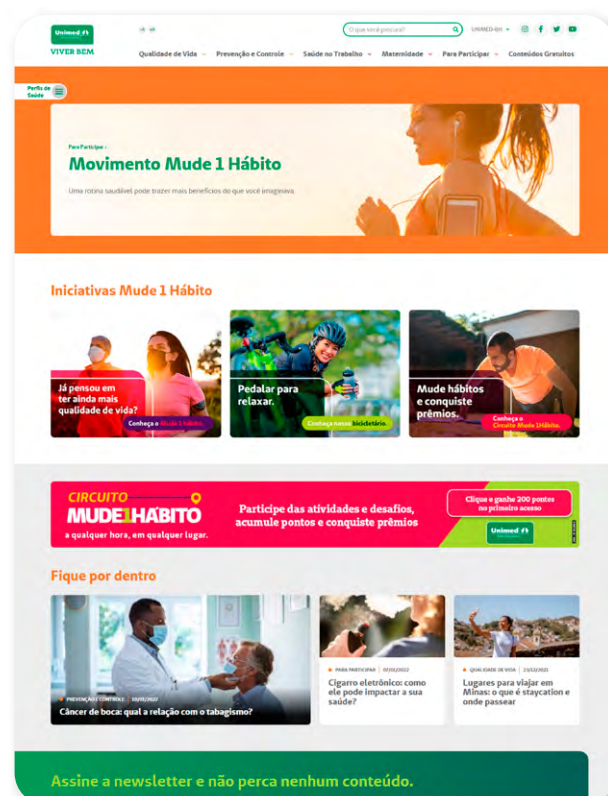 Unimed
VIVER BEM
O que você procura?
UNIMED-BH
Qualidade de Vida
Prevenção e Controle
Saúde no Trabalho
Maternidade
Para Participar
Conteúdos Gratuitos
Perfis de
Saúde
Para Participar
Movimento Mude 1 Hábito
Uma rotina saudável pode trazer mais benefícios do que você imaginava.
Iniciativas Mude 1 Hábito
Já pensou em
ter ainda mais
qualidade de vida?
Conheça o Mude 1 hábito.
Pedalar para
relaxar.
Conheça nosso bicicletário.
Mude hábitos
e conquiste
prêmios.
Conheça o
Circuito Mude 1Hábito.
CIRCUITO
MUDE1HÁBITO
a qualquer hora, em qualquer lugar.
Participe das atividades e desafios,
acumule pontos e conquiste prêmios
Clique e ganhe 200 pontos
no primeiro acesso
Unimed
Fique por dentro
PREVENÇÃO E CONTROLE
Câncer de boca: qual a relação com o tabagismo?
PARA PARTICIPAR
Cigarro eletrônico: como
ele pode impactar a sua
saúde?
QUALIDADE DE VIDA | 23/12/2021
Lugares para viajar em
Minas: o que é staycation e
onde passear
Assine a newsletter e não perca nenhum conteúdo.